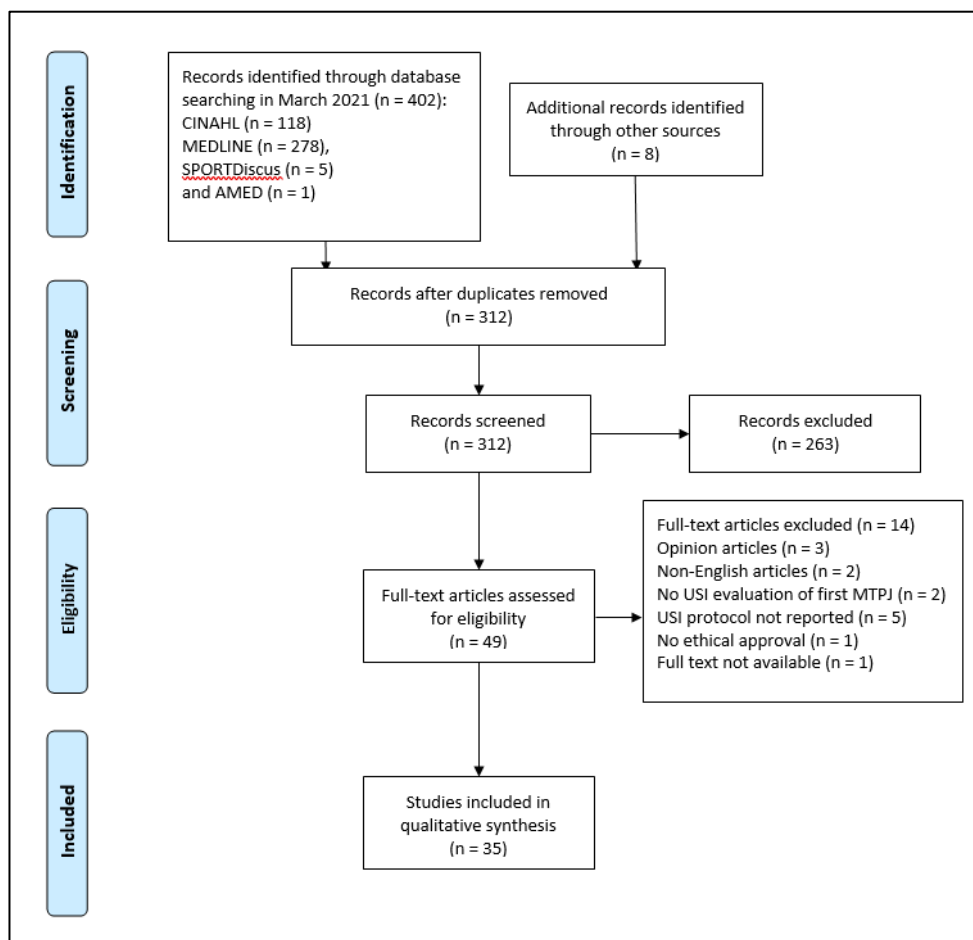 Identification
Records identified through database
searching in March 2021 (n = 402):
CINAHL (n = 118)
MEDLINE (n = 278),
SPORTDiscus (n = 5)
and AMED (n = 1)
Additional records identified
through other sources
(n = 8)
Screening
Records after duplicates removed
(n = 312)
Records screened
(n = 312)
Records excluded
(n = 263)
Eligibility
Full-text articles assessed
for eligibility
(n = 49)
Full-text articles excluded (n = 14)
Opinion articles (n = 3)
Non-English articles (n = 2)
No USI evaluation of first MTPJ (n = 2)
USI protocol not reported (n = 5)
No ethical approval (n = 1)
Full text not available (n = 1)
Included
Studies included in
qualitative synthesis
(n = 35)